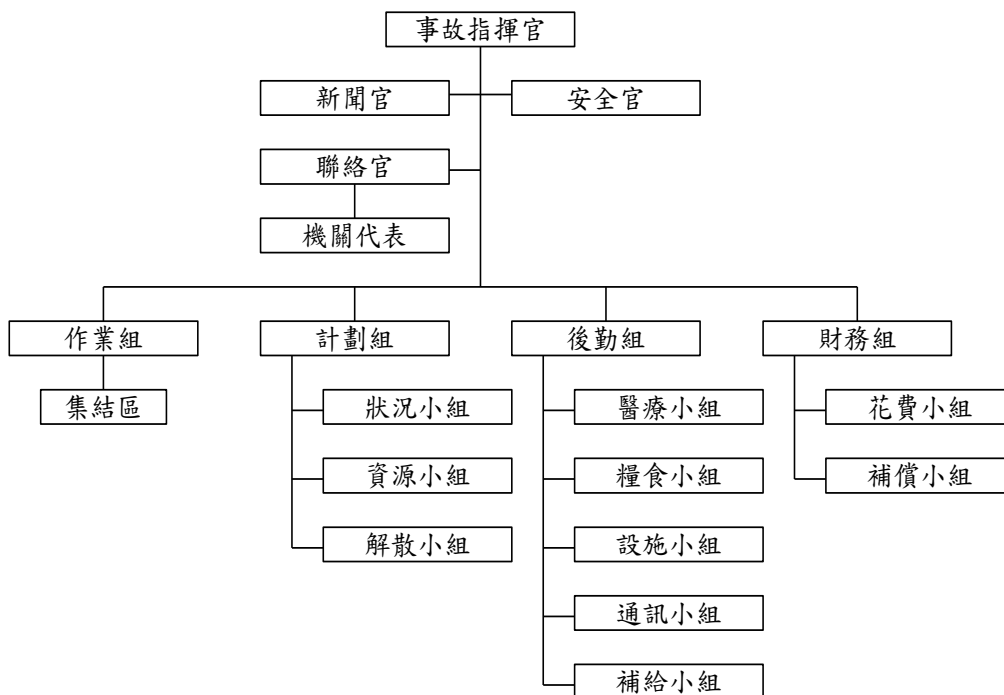 事故指揮官
新聞官
安全官
聯絡官
機關代表
作業組
計劃組
後勤組
財務組
集結區
狀況小組
醫療小組
花費小組
資源小組
糧食小組
補償小組
解散小組
設施小組
通訊小組
補給小組